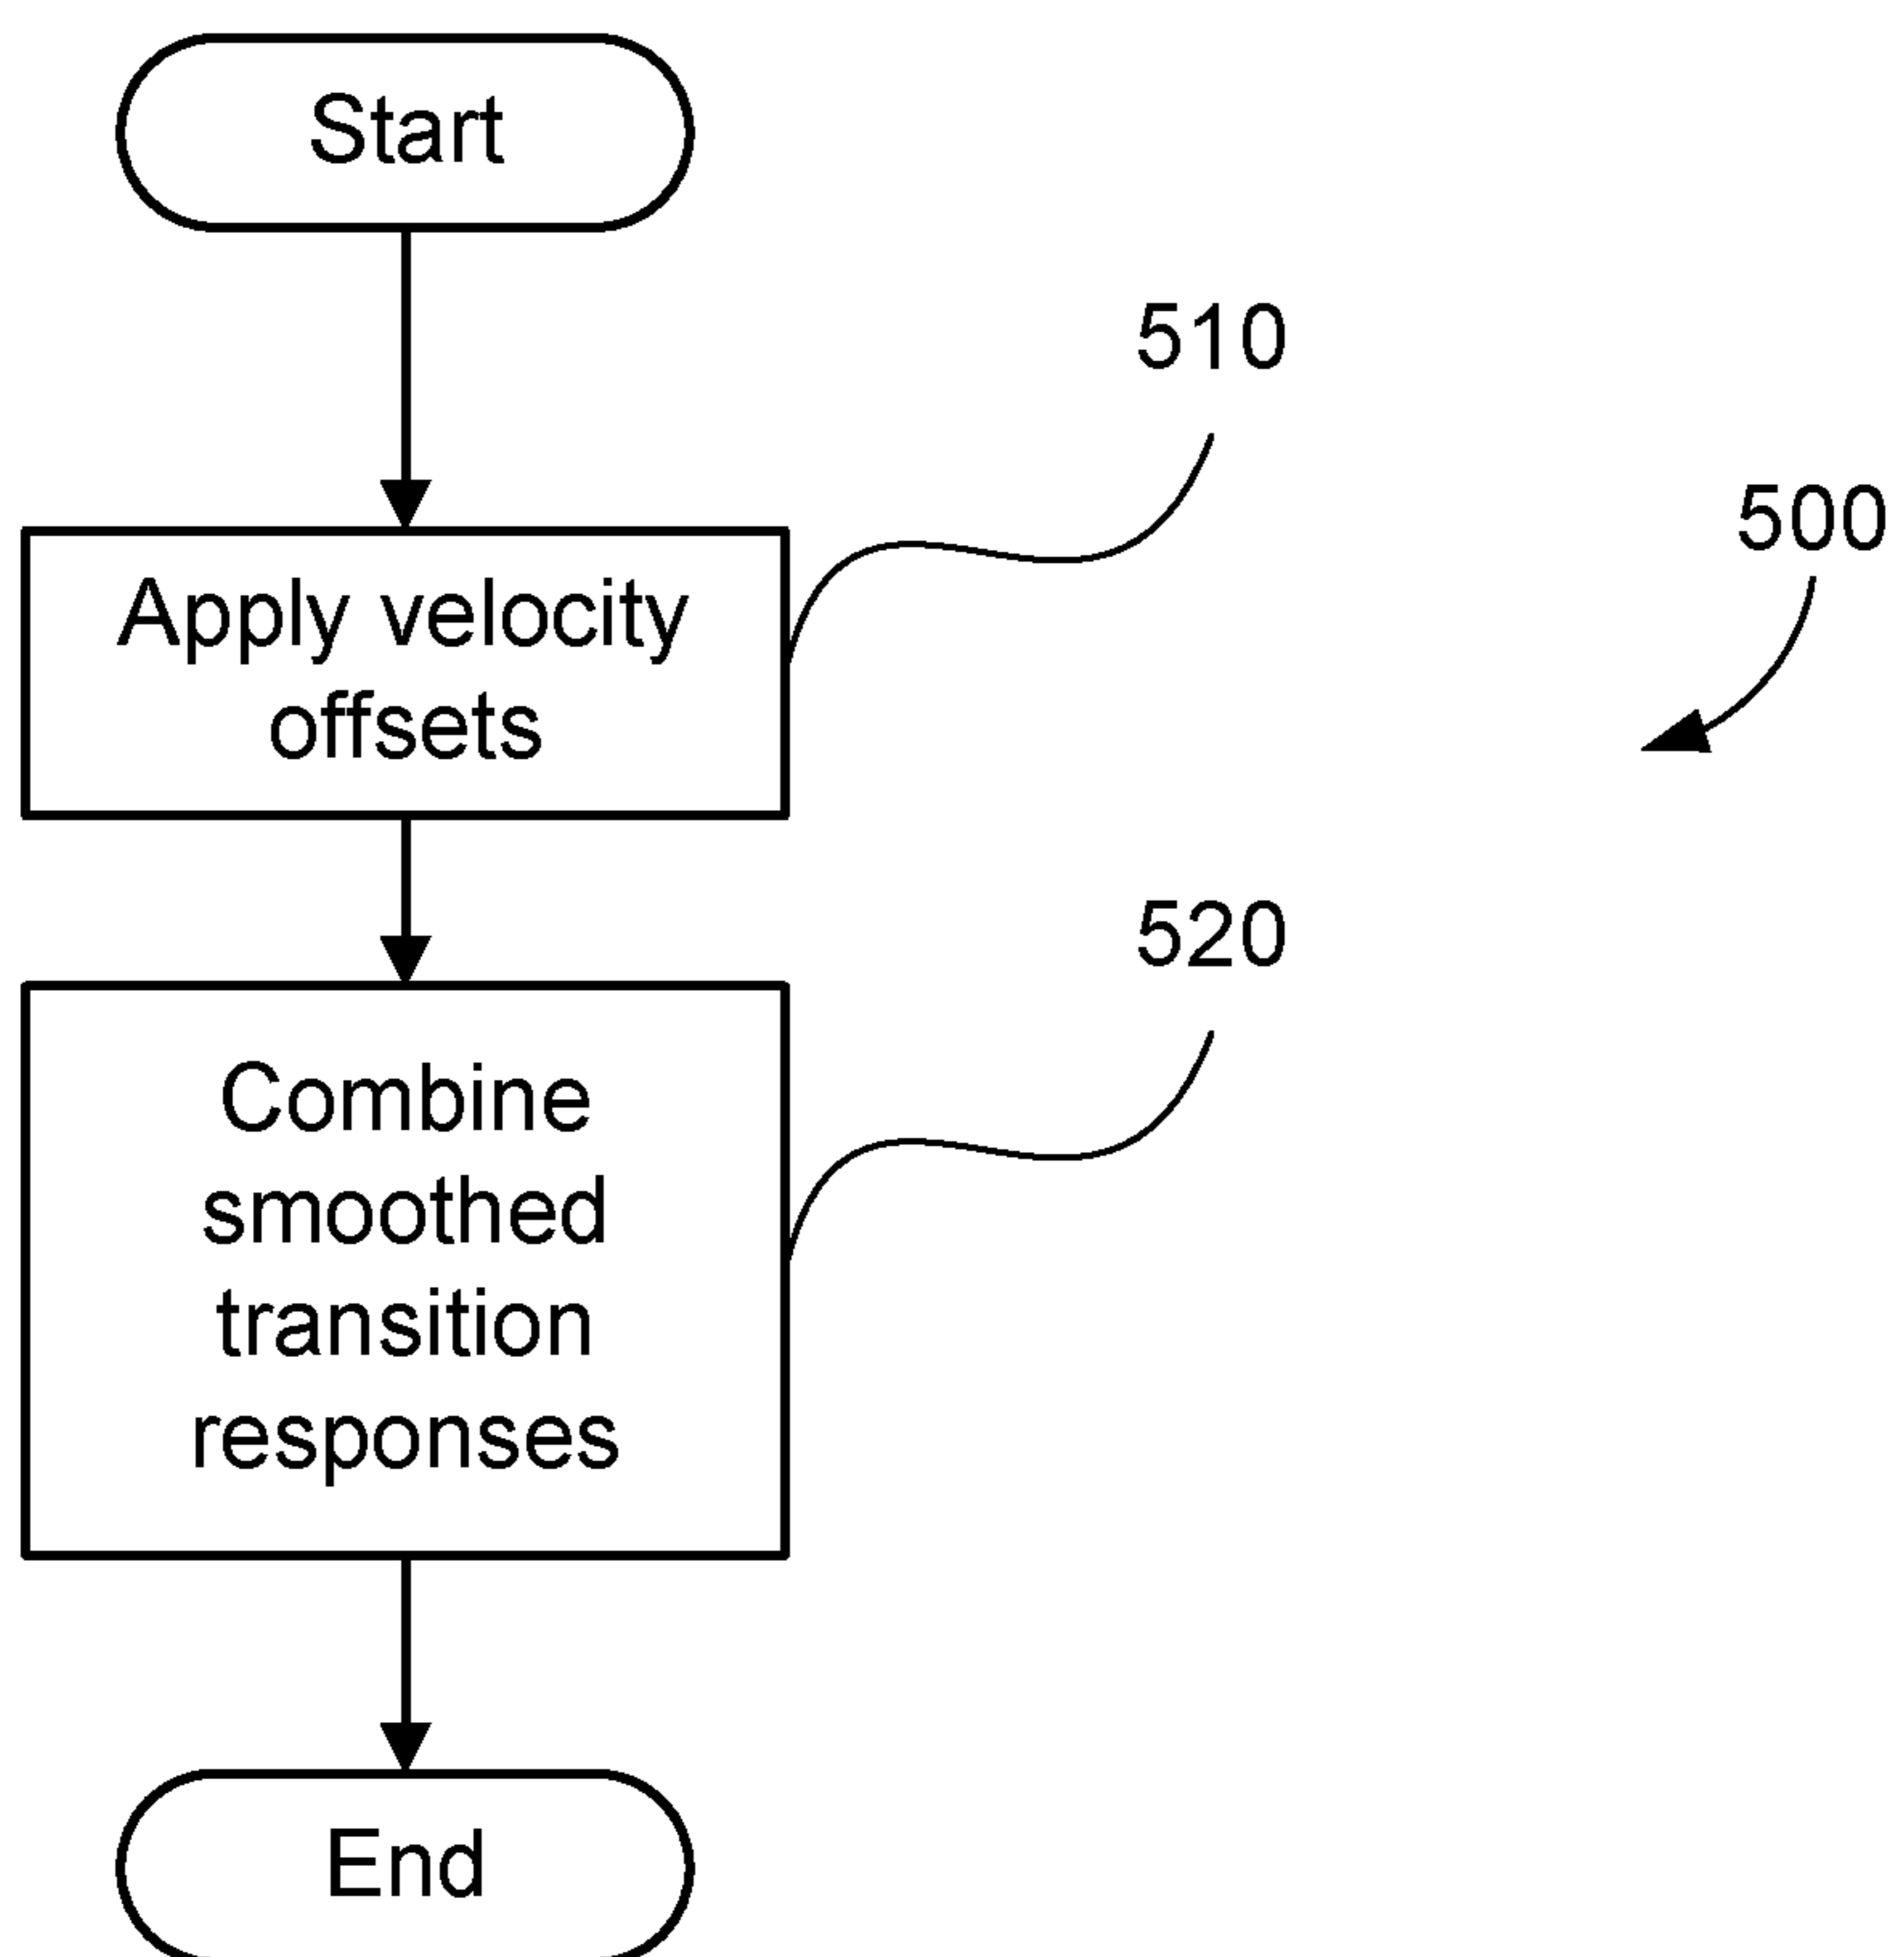 Start
510
500
Apply velocity
offsets
520
Combine
smoothed
transition
responses
End